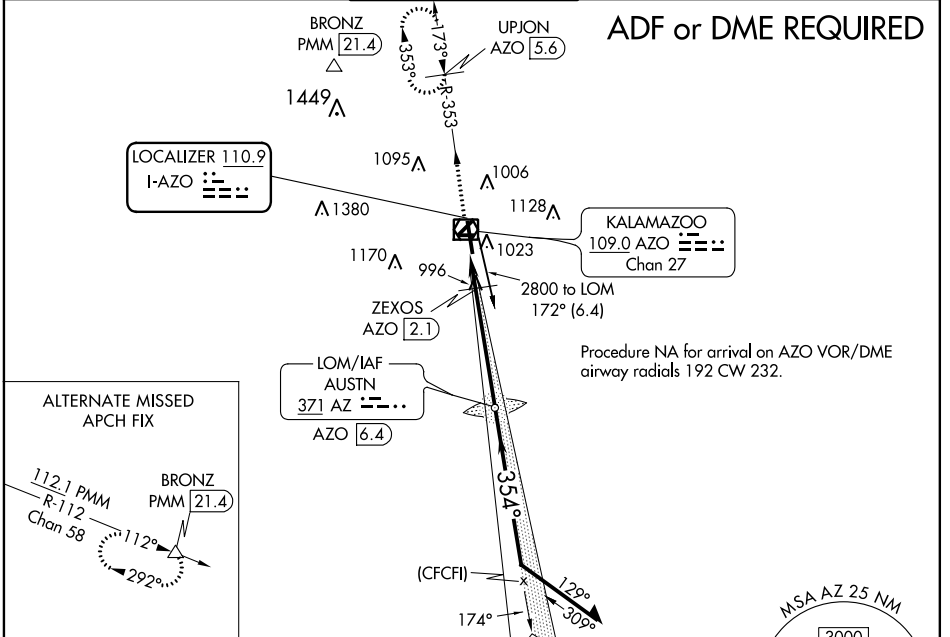 ADF or DME REQUIRED
BRONZ
PMM 21.4
173°
353°
R-353
UPJON
AZO 5.6
1449
LOCALIZER 110.9
I-AZO
1095
1006
1128
1380
KALAMAZOO
109.0 AZO
Chan 27
1023
1170
996
2800 to LOM
172° (6.4)
ZEXOS
AZO 2.1
Procedure NA for arrival on AZO VOR/DME
airway radials 192 CW 232.
LOM/IAF
AUSTN
371 AZ
AZO 6.4
ALTERNATE MISSED
APCH FIX
112.1 PMM
R-112
Chan 58
BRONZ
PMM 21.4
112°
292°
354°
(CFCFI)
x
129°
309°
174°
MSA AZ 25 NM
3000